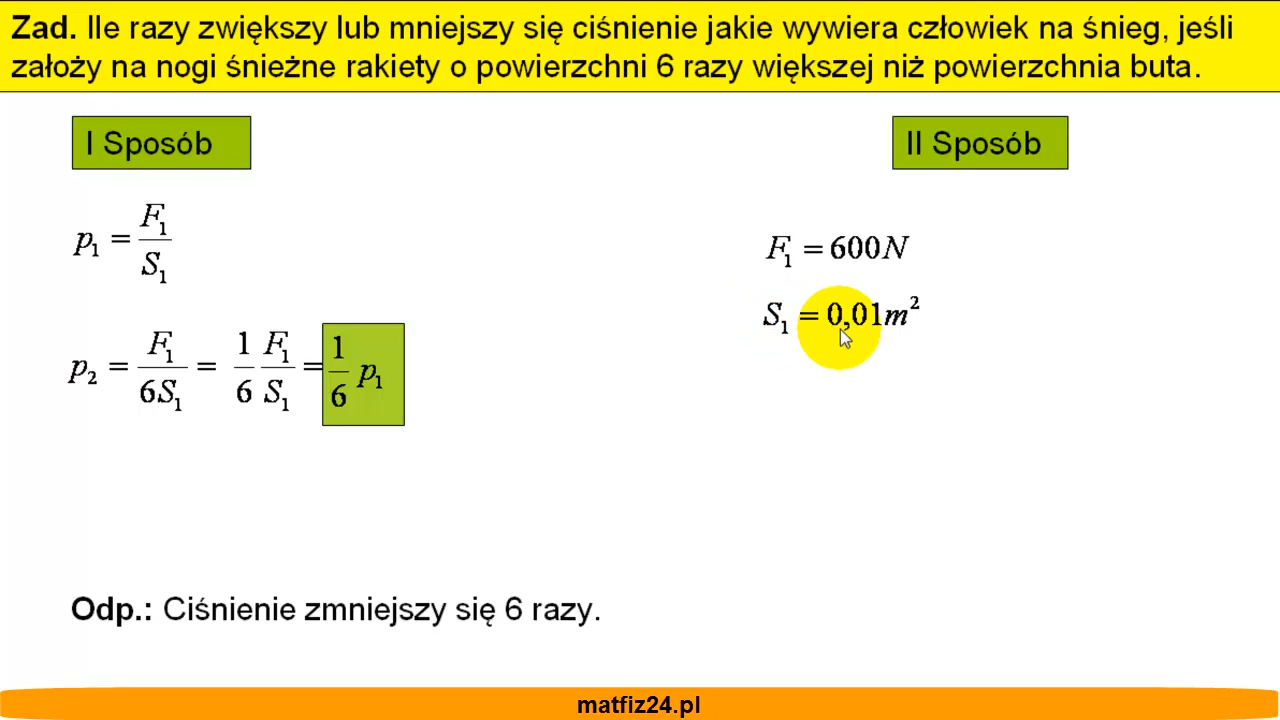 Zad. Ile razy zwiększy lub mniejszy się ciśnienie jakie wywiera człowiek na śnieg, jeśli
założy na nogi śnieżne rakiety o powierzchni 6 razy większej niż powierzchnia buta.
I Sposób
p₁ = F₁/S₁
p₂ = F₁/6S₁ = 1/6 F₁/S₁ = 1/6 p₁
II Sposób
F₁ = 600N
S₁ = 0,01m²
Odp.: Ciśnienie zmniejszy się 6 razy.
matfiz24.pl